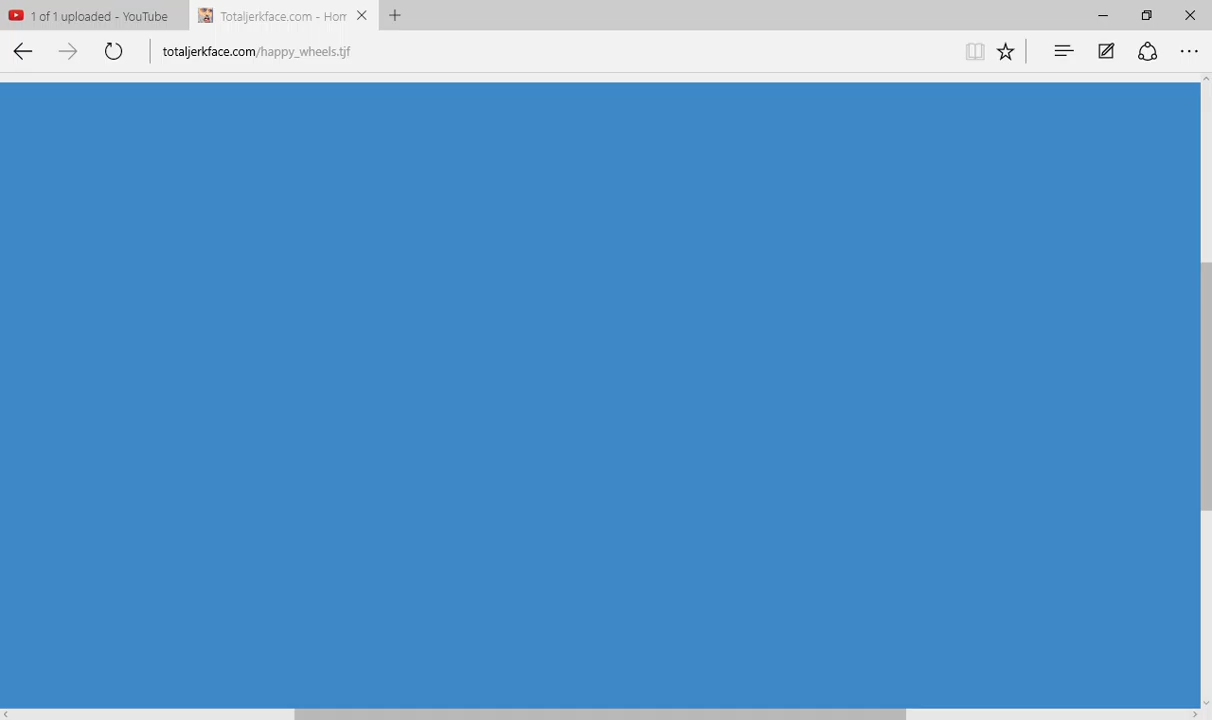 1 of 1 uploaded - YouTube
Totaljerkface.com - Hom
totaljerkface.com/happy_wheels.tjf